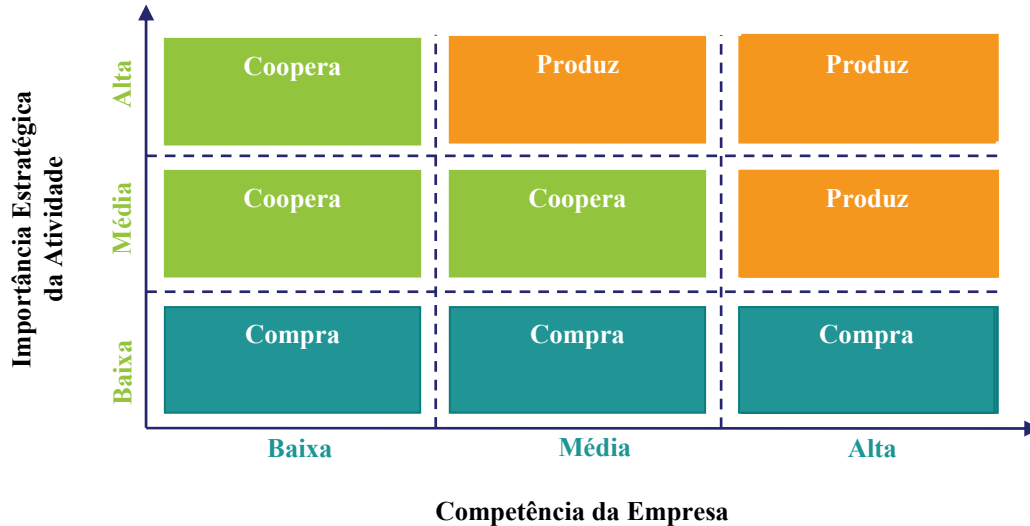 Importância Estratégica
da Atividade
Alta
Coopera
Produz
Produz
Média
Coopera
Coopera
Produz
Baixa
Compra
Compra
Compra
Baixa
Média
Alta
Competência da Empresa